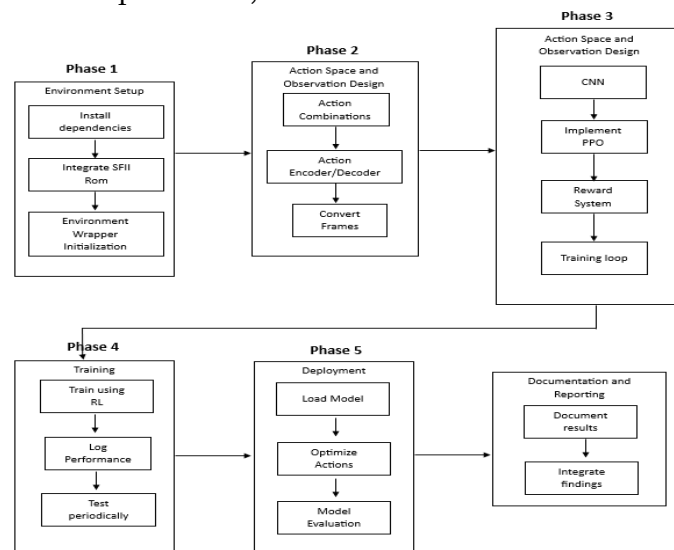 Phase 1
Environment Setup
Install
dependencies
Integrate SFII
Rom
Environment
Wrapper
Initialization
Phase 2
Action Space and
Observation Design
Action
Combinations
Action
Encoder/Decoder
Convert
Frames
Phase 3
Action Space and
Observation Design
CNN
Implement
PPO
Reward
System
Training loop
Phase 4
Training
Train using
RL
Log
Performance
Test
periodically
Phase 5
Deployment
Load Model
Optimize
Actions
Model
Evaluation
Documentation and
Reporting
Document
results
Integrate
findings